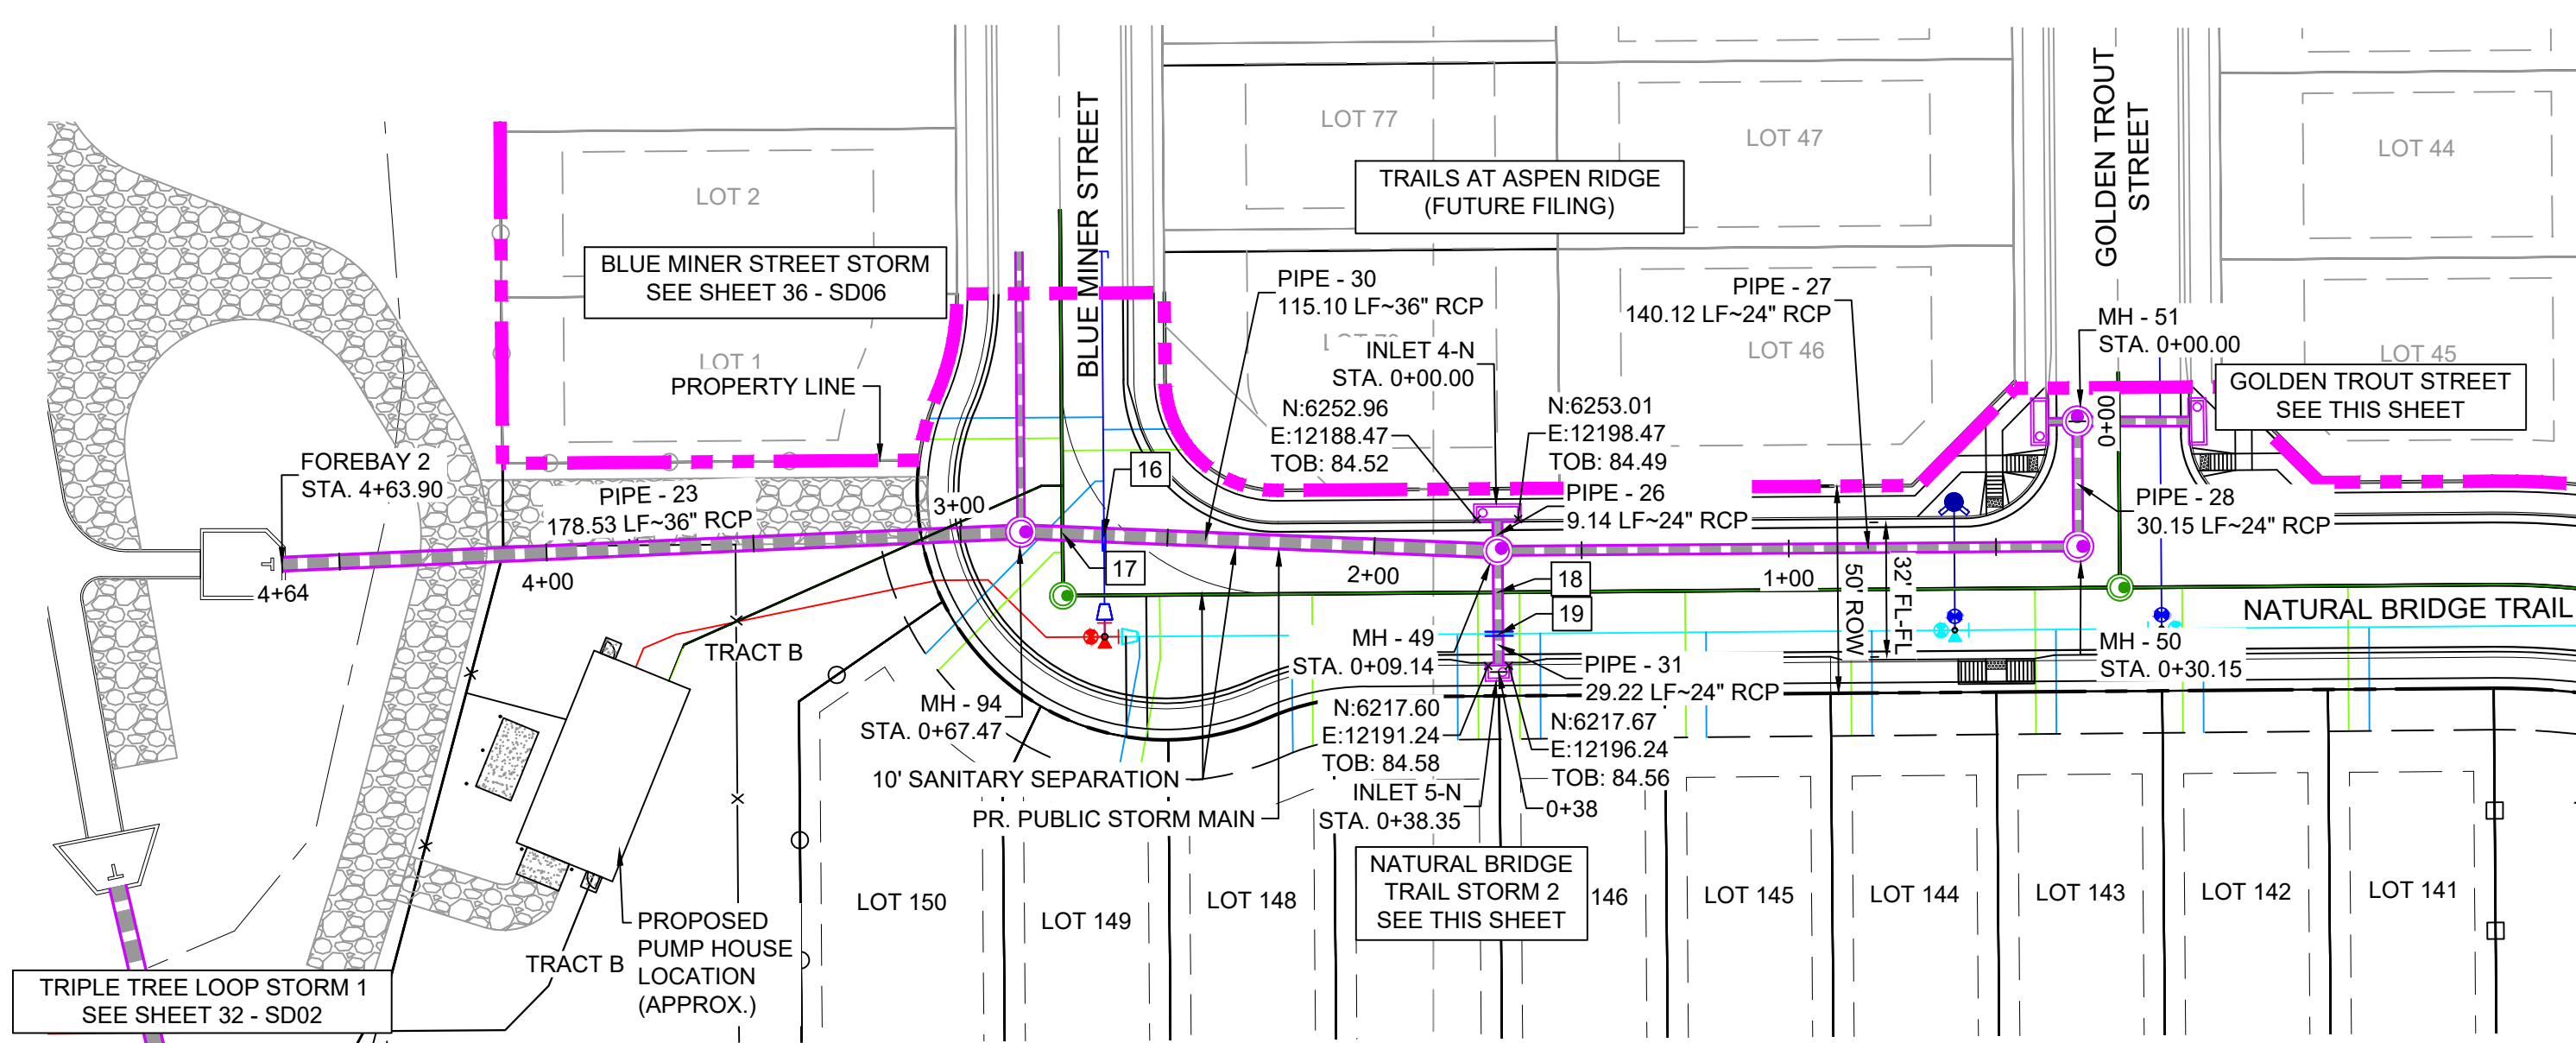 BLUE MINER STREET
GOLDEN TROUT
STREET
LOT 77
LOT 47
LOT 44
LOT 2
TRAILS AT ASPEN RIDGE
(FUTURE FILING)
BLUE MINER STREET STORM
SEE SHEET 36 - SD06
PIPE - 30
115.10 LF~36" RCP
PIPE - 27
140.12 LF~24" RCP
MH - 51
STA. 0+00.00
LOT 1
LOT 46
LOT 45
PROPERTY LINE
INLET 4-N
STA. 0+00.00
GOLDEN TROUT STREET
SEE THIS SHEET
N:6252.96
E:12188.47
TOB: 84.52
N:6253.01
E:12198.47
TOB: 84.49
0+00
FOREBAY 2
STA. 4+63.90
PIPE - 23
178.53 LF~36" RCP
3+00
16
PIPE - 26
9.14 LF~24" RCP
PIPE - 28
30.15 LF~24" RCP
4+64
4+00
17
2+00
18
1+00
19
50' ROW
32' FL-FL
NATURAL BRIDGE TRAIL
TRACT B
MH - 49
STA. 0+09.14
PIPE - 31
29.22 LF~24" RCP
MH - 50
STA. 0+30.15
MH - 94
STA. 0+67.47
N:6217.60
E:12191.24
TOB: 84.58
N:6217.67
E:12196.24
TOB: 84.56
10' SANITARY SEPARATION
INLET 5-N
STA. 0+38.35
0+38
PR. PUBLIC STORM MAIN
NATURAL BRIDGE
TRAIL STORM 2
SEE THIS SHEET
LOT 150
LOT 149
LOT 148
146
LOT 145
LOT 144
LOT 143
LOT 142
LOT 141
PROPOSED
PUMP HOUSE
LOCATION
(APPROX.)
TRACT B
TRIPLE TREE LOOP STORM 1
SEE SHEET 32 - SD02